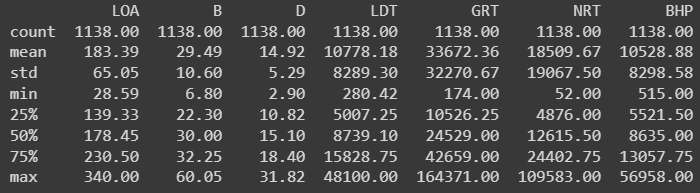 LOA B D LDT GRT NRT BHP
count 1138.00 1138.00 1138.00 1138.00 1138.00 1138.00 1138.00
mean 183.39 29.49 14.92 10778.18 33672.36 18509.67 10528.88
std 65.05 10.60 5.29 8289.30 32270.67 19067.50 8298.58
min 28.59 6.80 2.90 280.42 174.00 52.00 515.00
25% 139.33 22.30 10.82 5007.25 10526.25 4876.00 5521.50
50% 178.45 30.00 15.10 8739.10 24529.00 12615.50 8635.00
75% 230.50 32.25 18.40 15828.75 42659.00 24402.75 13057.75
max 340.00 60.05 31.82 48100.00 164371.00 109583.00 56958.00